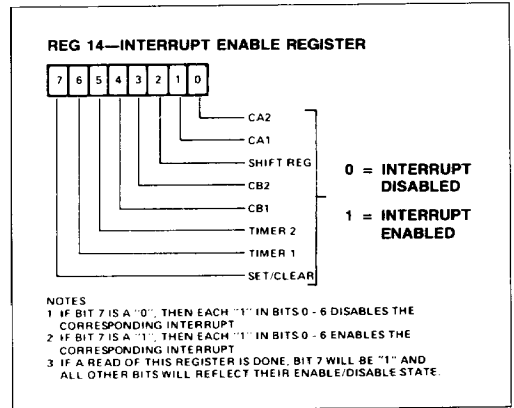 REG 14—INTERRUPT ENABLE REGISTER
7 6 5 4 3 2 1 0
CA2
CA1
SHIFT REG
CB2
CB1
TIMER 2
TIMER 1
SET/CLEAR
0 = INTERRUPT
DISABLED
1 = INTERRUPT
ENABLED
NOTES
1 IF BIT 7 IS A "0", THEN EACH "1" IN BITS 0 - 6 DISABLES THE
CORRESPONDING INTERRUPT
2 IF BIT 7 IS A "1", THEN EACH "1" IN BITS 0 - 6 ENABLES THE
CORRESPONDING INTERRUPT
3 IF A READ OF THIS REGISTER IS DONE, BIT 7 WILL BE "1" AND
ALL OTHER BITS WILL REFLECT THEIR ENABLE/DISABLE STATE.